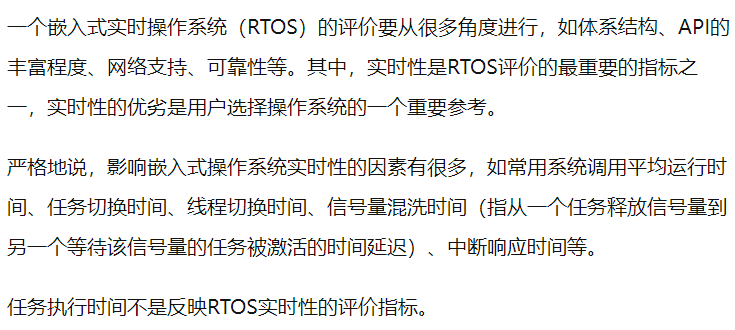 一个嵌入式实时操作系统（RTOS）的评价要从很多角度进行，如体系结构、API的
丰富程度、网络支持、可靠性等。其中，实时性是RTOS评价的最重要的指标之
一，实时性的优劣是用户选择操作系统的一个重要参考。
严格地说，影响嵌入式操作系统实时性的因素有很多，如常用系统调用平均运行时
间、任务切换时间、线程切换时间、信号量混洗时间（指从一个任务释放信号量到
另一个等待该信号量的任务被激活的时间延迟）、中断响应时间等。
任务执行时间不是反映RTOS实时性的评价指标。